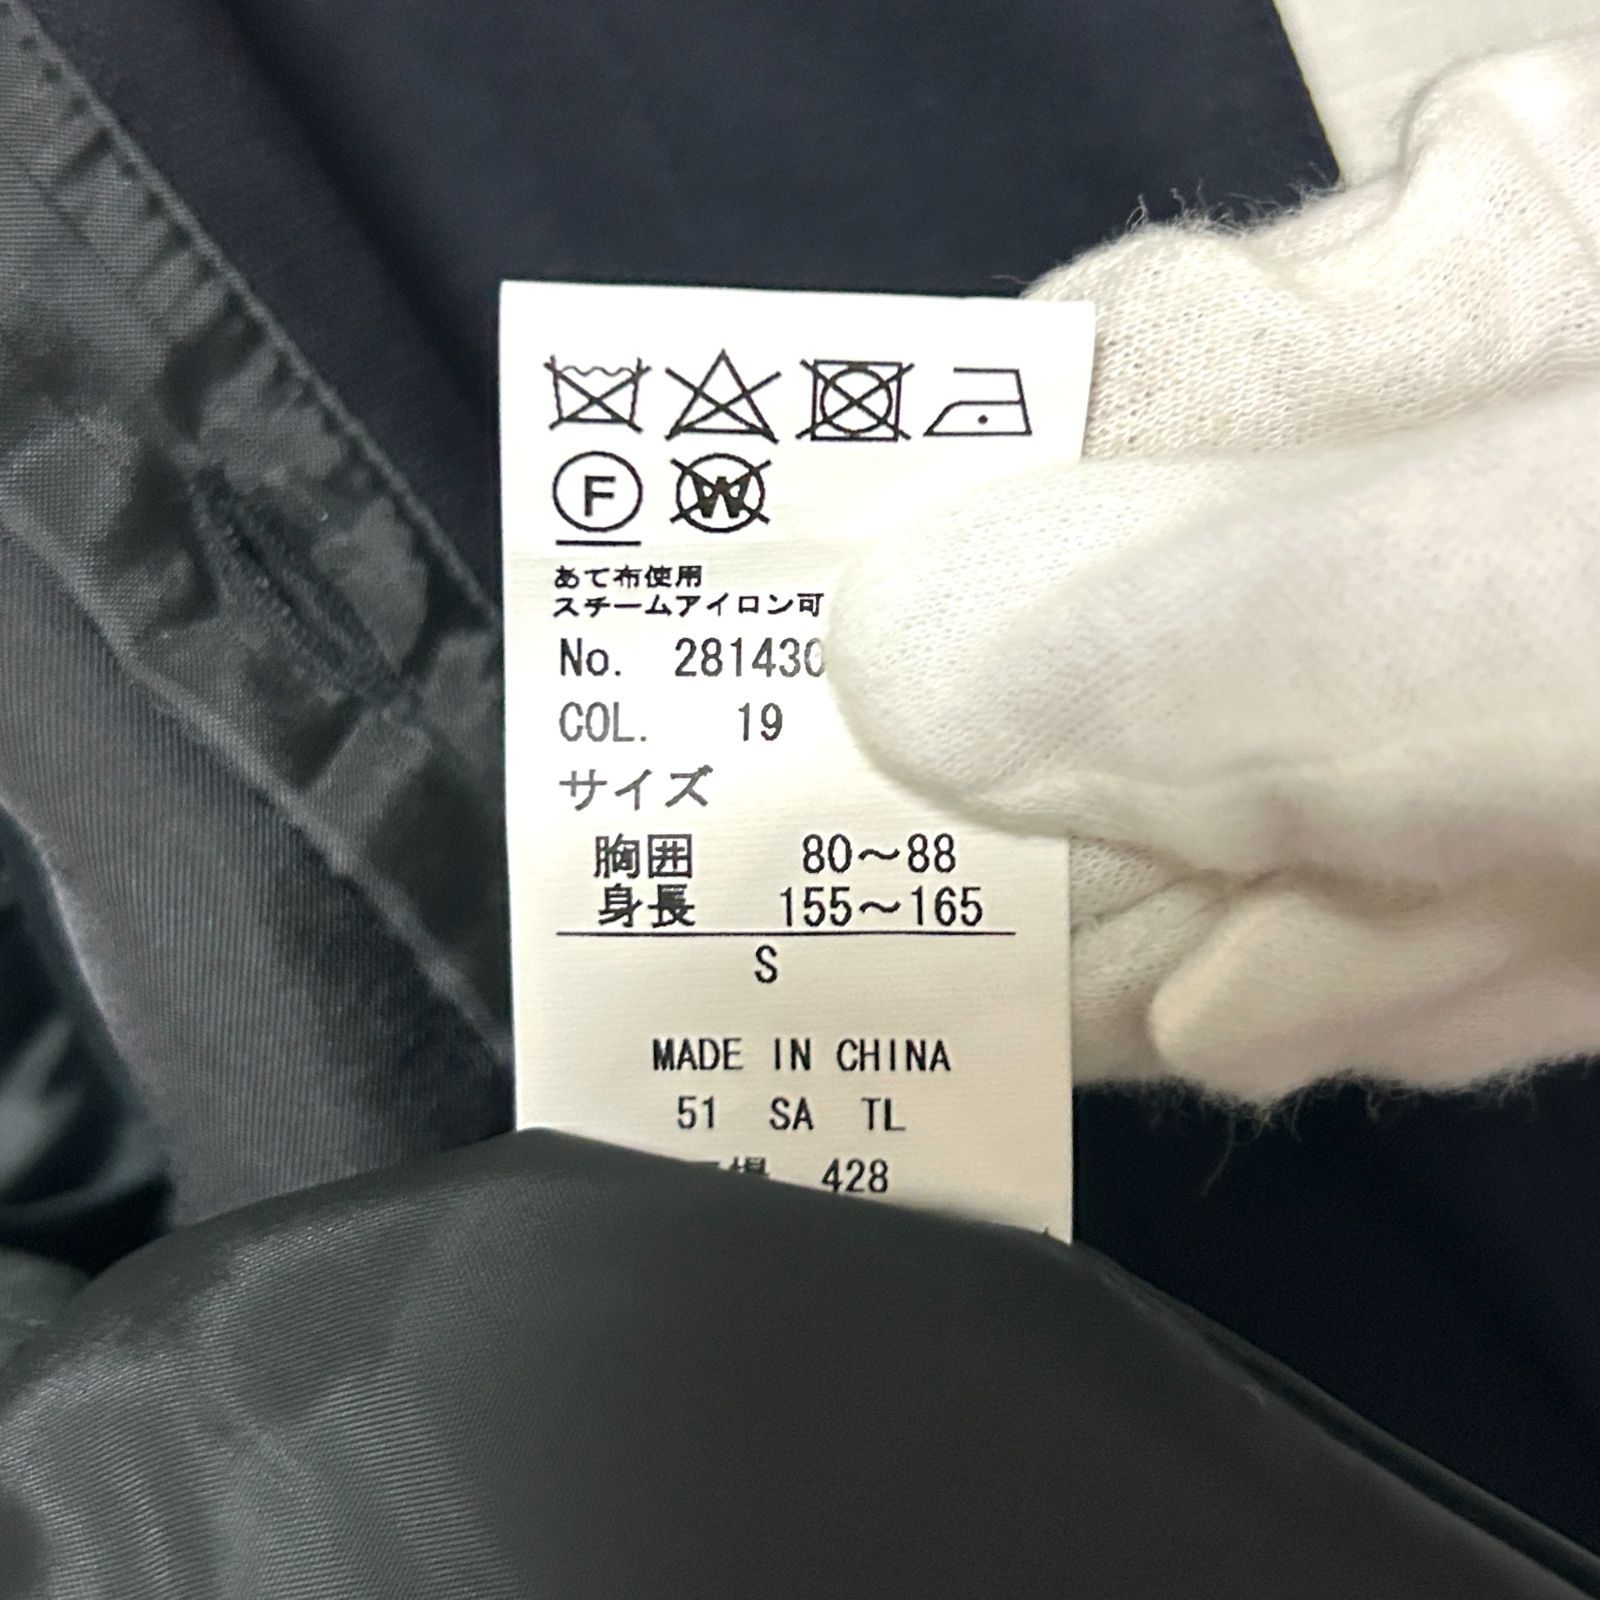 F W
あて布使用
スチームアイロン可
No. 281430
COL. 19
サイズ
胸囲 80〜88
身長 155〜165
S
MADE IN CHINA
51 SA TL
428